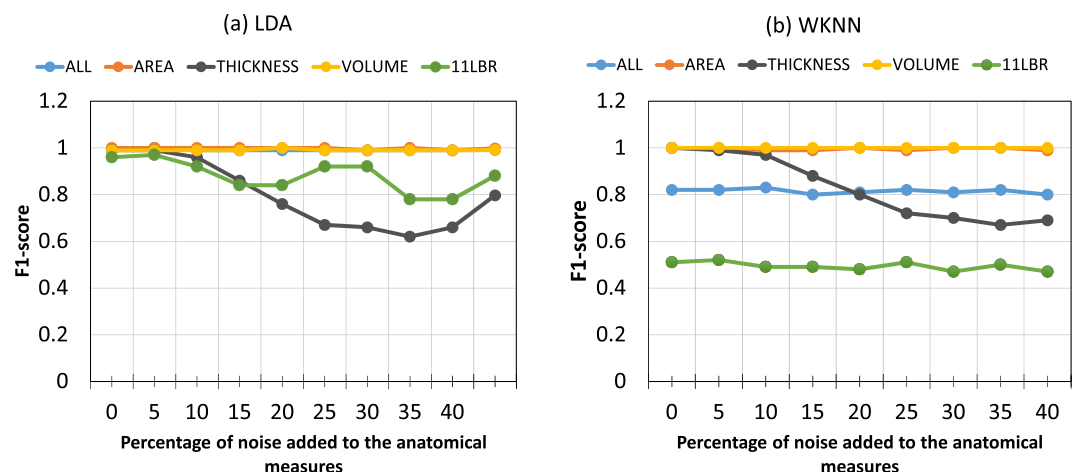 (a) LDA
ALL AREA THICKNESS VOLUME 11LBR
1.2
1
0.8
0.6
0.4
0.2
0
F1-score
0 5 10 15 20 25 30 35 40
Percentage of noise added to the anatomical
measures
(b) WKNN
ALL AREA THICKNESS VOLUME 11LBR
1.2
1
0.8
0.6
0.4
0.2
0
F1-score
0 5 10 15 20 25 30 35 40
Percentage of noise added to the anatomical
measures